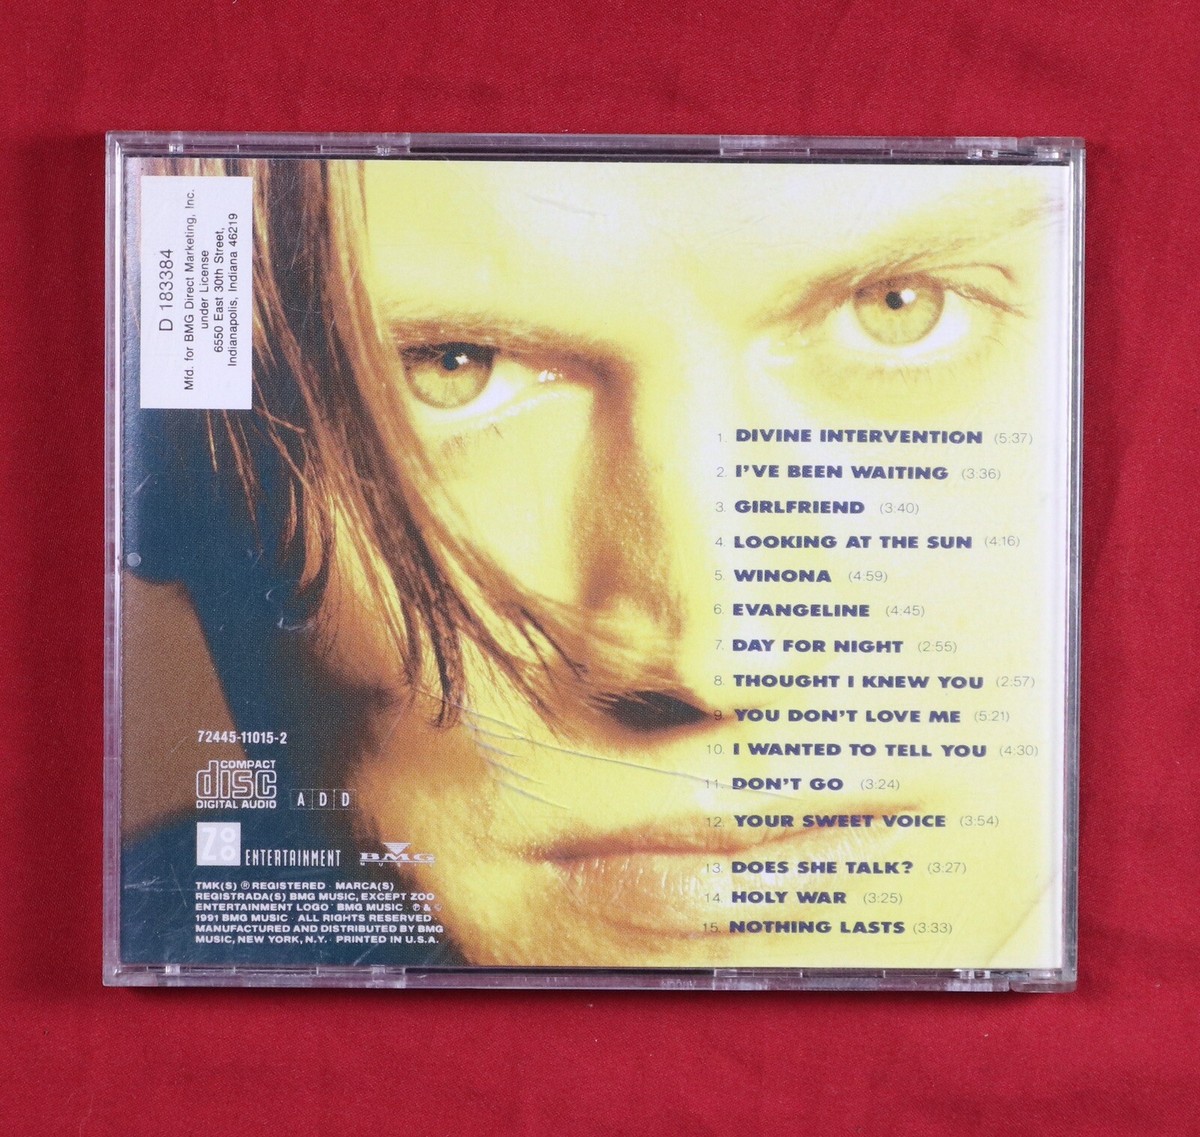 D 183384
Mfd. for BMG Direct Marketing, Inc.
under License
6550 East 30th Street,
Indianapolis, Indiana 46219
1. DIVINE INTERVENTION (5:37)
2. I'VE BEEN WAITING (3:36)
3. GIRLFRIEND (3:40)
4. LOOKING AT THE SUN (4:16)
5. WINONA (4:59)
6. EVANGELINE (4:45)
7. DAY FOR NIGHT (2:55)
8. THOUGHT I KNEW YOU (2:57)
9. YOU DON'T LOVE ME (5:21)
10. I WANTED TO TELL YOU (4:30)
11. DON'T GO (3:24)
12. YOUR SWEET VOICE (3:54)
13. DOES SHE TALK? (3:27)
14. HOLY WAR (3:25)
15. NOTHING LASTS (3:33)
72445-11015-2
COMPACT
disc
DIGITAL AUDIO
A D D
ZOO
ENTERTAINMENT
BMG
MUSIC
TMK(S) ® REGISTERED · MARCA(S)
REGISTRADA(S) BMG MUSIC, EXCEPT ZOO
ENTERTAINMENT LOGO · BMG MUSIC · ℗ & ©
1991 BMG MUSIC · ALL RIGHTS RESERVED ·
MANUFACTURED AND DISTRIBUTED BY BMG
MUSIC, NEW YORK, N.Y. · PRINTED IN U.S.A.